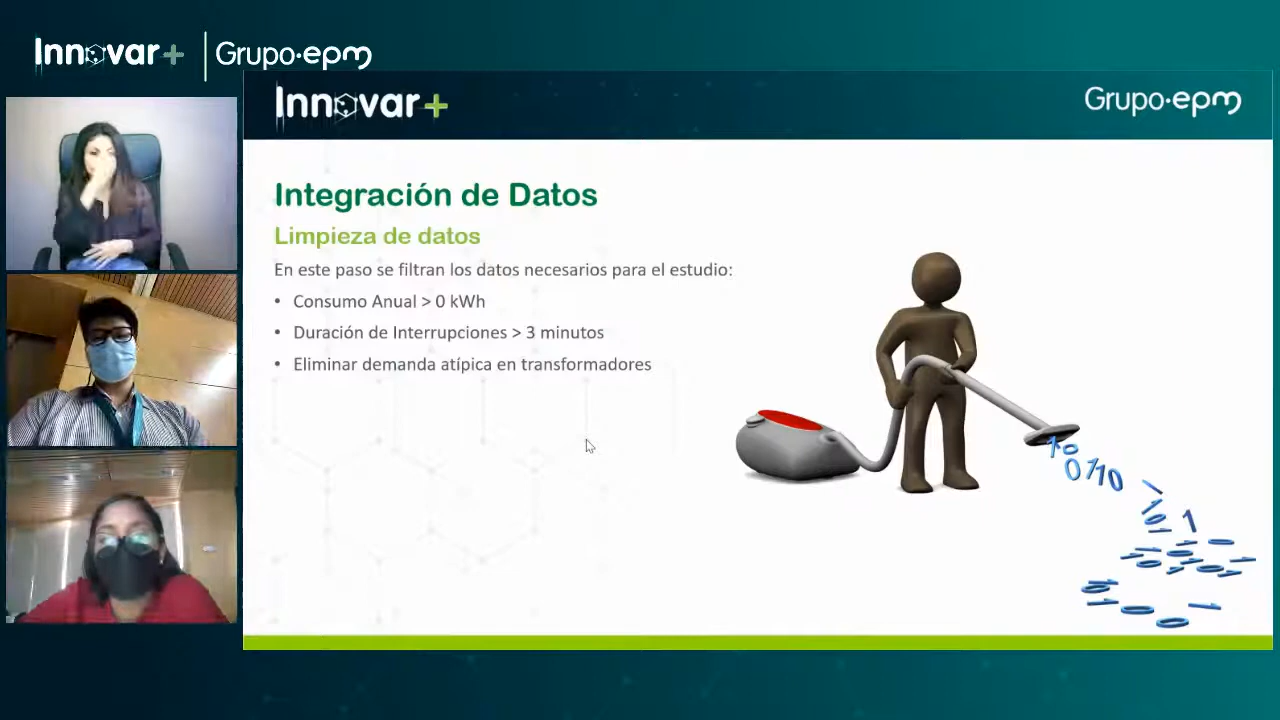 Innovar+ Grupo·epm
Innovar+ Grupo·epm
Integración de Datos
Limpieza de datos
En este paso se filtran los datos necesarios para el estudio:
• Consumo Anual > 0 kWh
• Duración de Interrupciones > 3 minutos
• Eliminar demanda atípica en transformadores